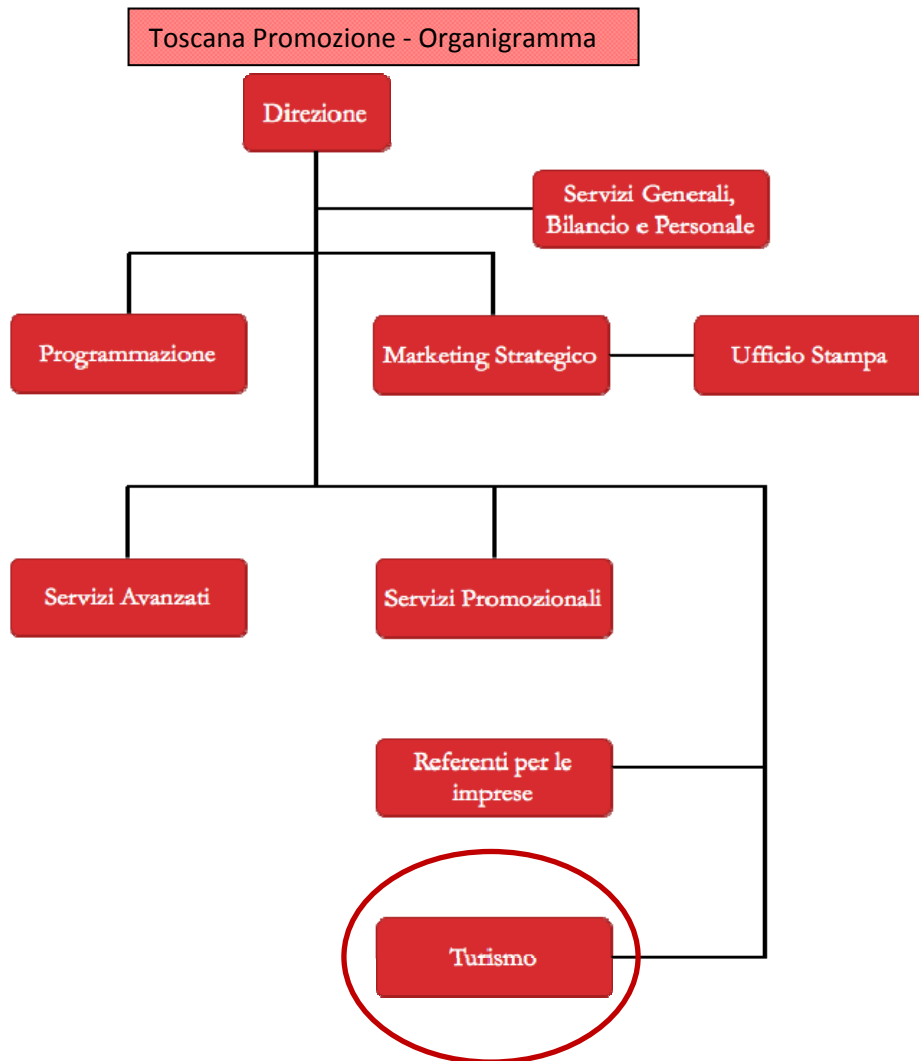 Toscana Promozione - Organigramma
Direzione
Servizi Generali,
Bilancio e Personale
Programmazione
Marketing Strategico
Ufficio Stampa
Servizi Avanzati
Servizi Promozionali
Referenti per le
imprese
Turismo